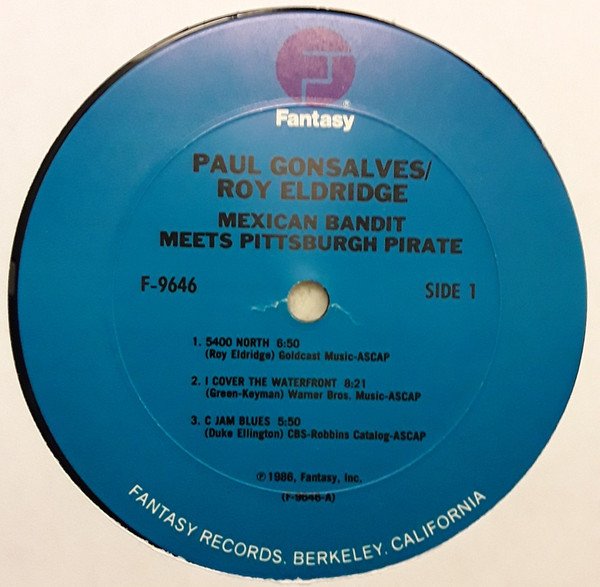 ®
Fantasy
PAUL GONSALVES/
ROY ELDRIDGE
MEXICAN BANDIT
MEETS PITTSBURGH PIRATE
F-9646
SIDE 1
1. 5400 NORTH 6:50
(Roy Eldridge) Goldcast Music-ASCAP
2. I COVER THE WATERFRONT 8:21
(Green-Keyman) Warner Bros. Music-ASCAP
3. C JAM BLUES 5:50
(Duke Ellington) CBS-Robbins Catalog-ASCAP
℗1986, Fantasy, Inc.
(F-9646-A)
FANTASY RECORDS. BERKELEY. CALIFORNIA